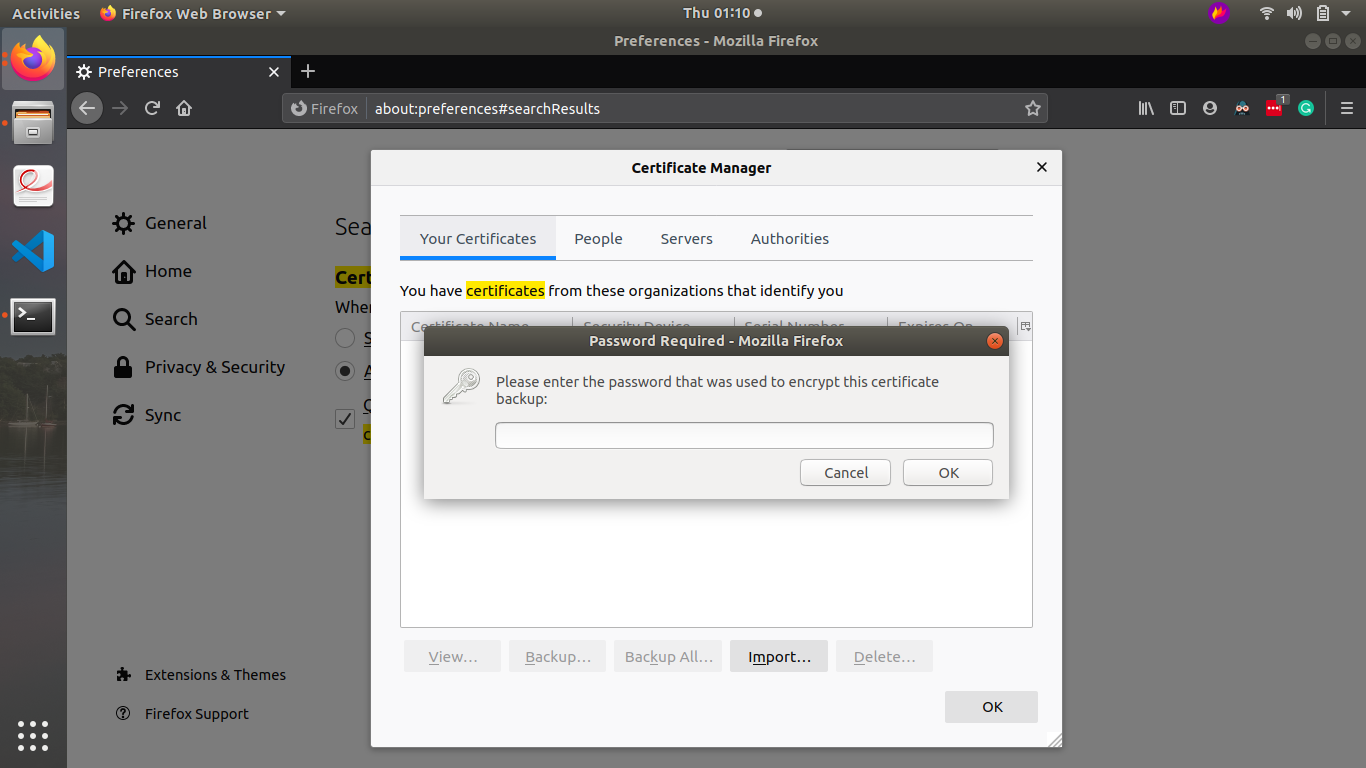 Activities
Firefox Web Browser
Thu 01:10
Preferences - Mozilla Firefox
Preferences
Firefox
about:preferences#searchResults
1
Certificate Manager
General
Home
Search
Privacy & Security
Sync
Extensions & Themes
Firefox Support
Sea
Cert
Whe
S
A
Q
c
Your Certificates
People
Servers
Authorities
You have certificates from these organizations that identify you
Certificate Name
Security Device
Serial Number
Expires On
Password Required - Mozilla Firefox
Please enter the password that was used to encrypt this certificate
backup:
Cancel
OK
View…
Backup…
Backup All…
Import…
Delete…
OK